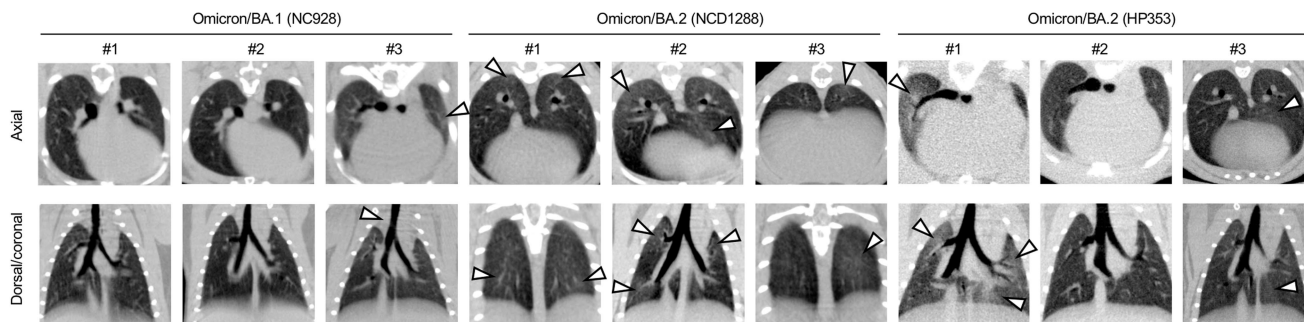 Omicron/BA.1 (NC928) Omicron/BA.2 (NCD1288) Omicron/BA.2 (HP353)
#1 #2 #3 #1 #2 #3 #1 #2 #3
Axial
Dorsal/coronal